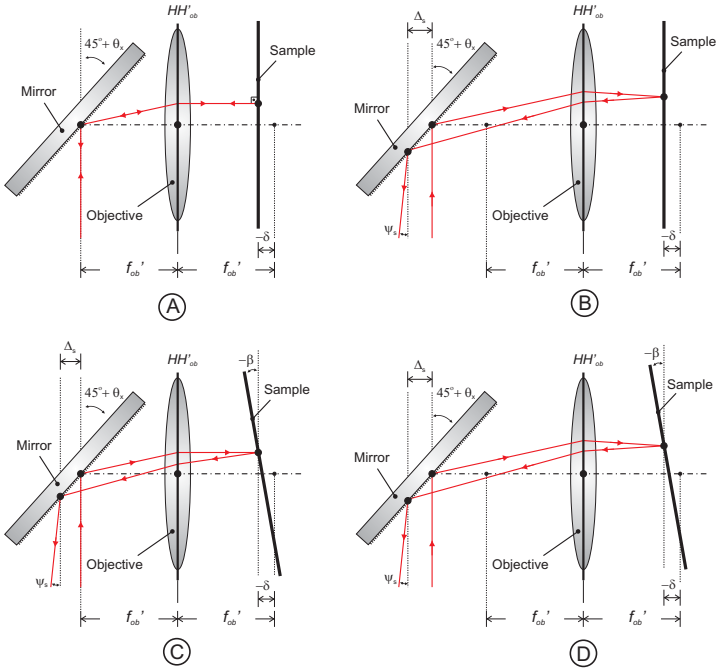 HH'ob
45°+ θx
Sample
Mirror
Objective
−δ
fob'
fob'
A
HH'ob
Δs
45°+ θx
Sample
Mirror
Objective
ψs
−δ
fob'
fob'
B
HH'ob
Δs
−β
45°+ θx
Sample
Mirror
Objective
ψs
−δ
fob'
fob'
C
HH'ob
Δs
−β
45°+ θx
Sample
Mirror
Objective
ψs
−δ
fob'
fob'
D